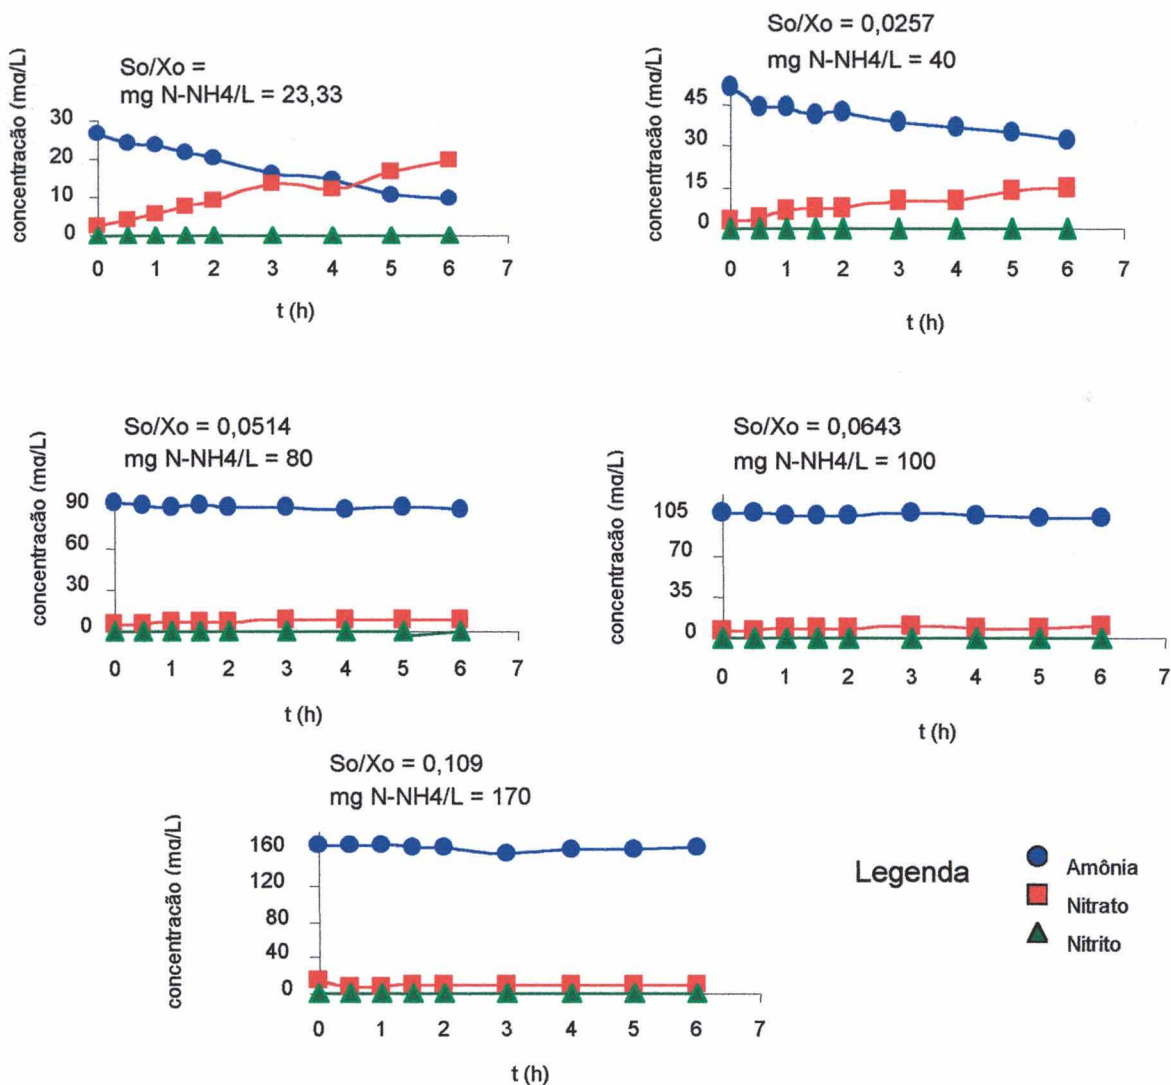 So/Xo =
mg N-NH4/L = 23,33
concentracão (mg/L)
30
20
10
0
0 1 2 3 4 5 6 7
t (h)
So/Xo = 0,0257
mg N-NH4/L = 40
concentracão (mg/L)
45
30
15
0
0 1 2 3 4 5 6 7
t (h)
So/Xo = 0,0514
mg N-NH4/L = 80
concentracão (mg/L)
90
60
30
0
0 1 2 3 4 5 6 7
t (h)
So/Xo = 0,0643
mg N-NH4/L = 100
concentracão (mg/L)
105
70
35
0
0 1 2 3 4 5 6 7
t (h)
So/Xo = 0,109
mg N-NH4/L = 170
concentracão (mg/L)
160
120
80
40
0
0 1 2 3 4 5 6 7
t (h)
Legenda
Amônia
Nitrato
Nitrito